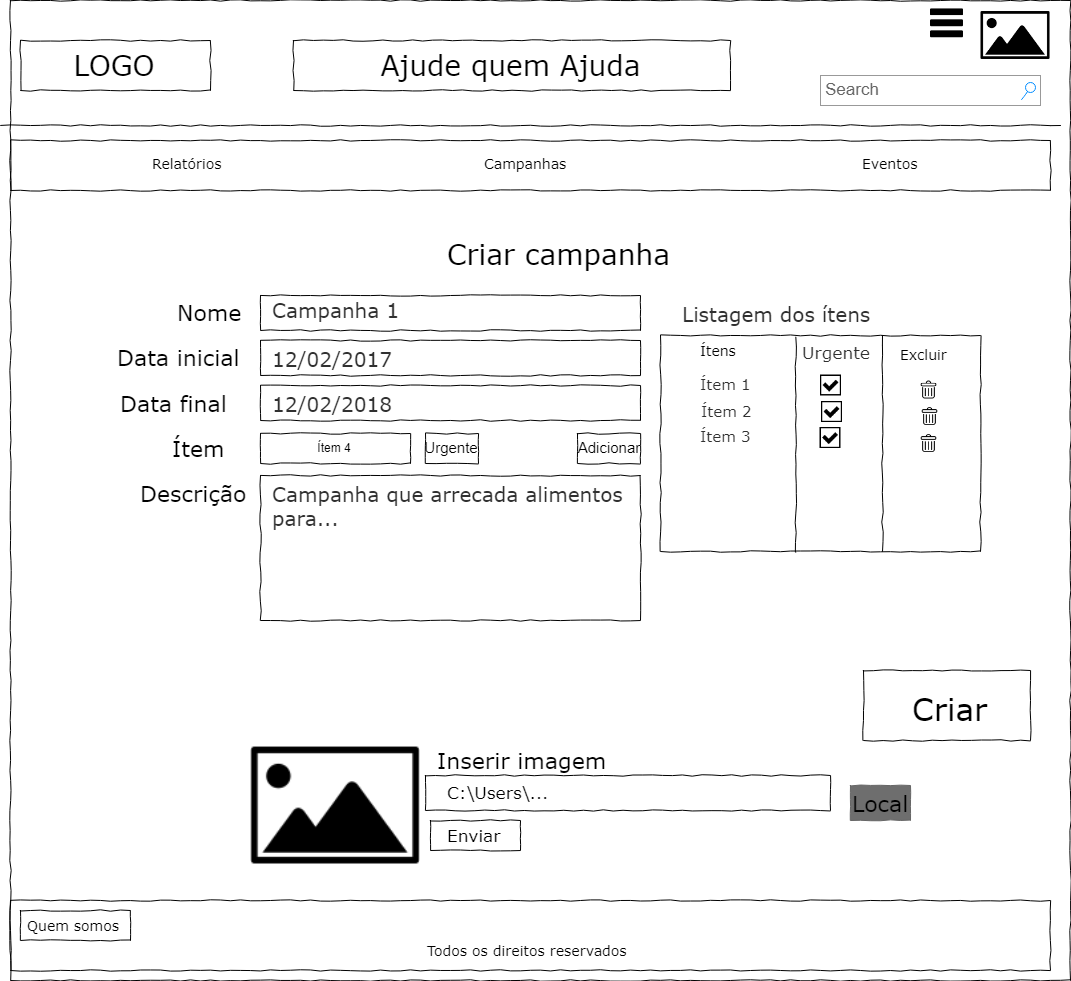 LOGO
Ajude quem Ajuda
Search
Relatórios Campanhas Eventos
Criar campanha
Nome Campanha 1
Data inicial 12/02/2017
Data final 12/02/2018
Ítem Ítem 4 Urgente Adicionar
Descrição Campanha que arrecada alimentos
para...
Listagem dos ítens
Ítens Urgente Excluir
Ítem 1
Ítem 2
Ítem 3
Criar
Inserir imagem
C:\Users\...
Local
Enviar
Quem somos
Todos os direitos reservados